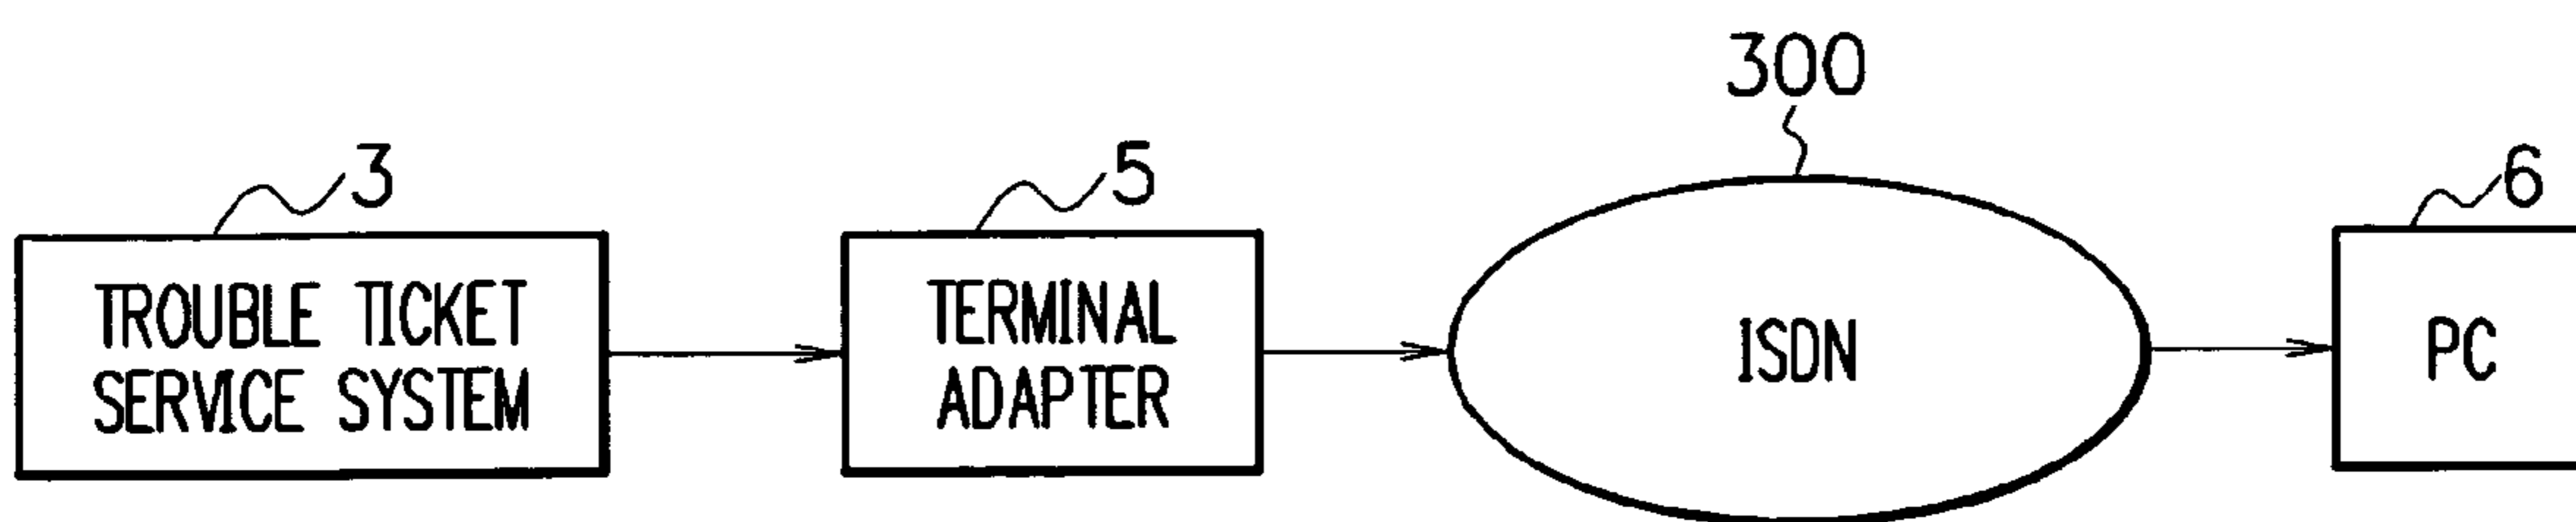 300
3
5
6
TROUBLE TICKET
SERVICE SYSTEM
TERMINAL
ADAPTER
ISDN
PC